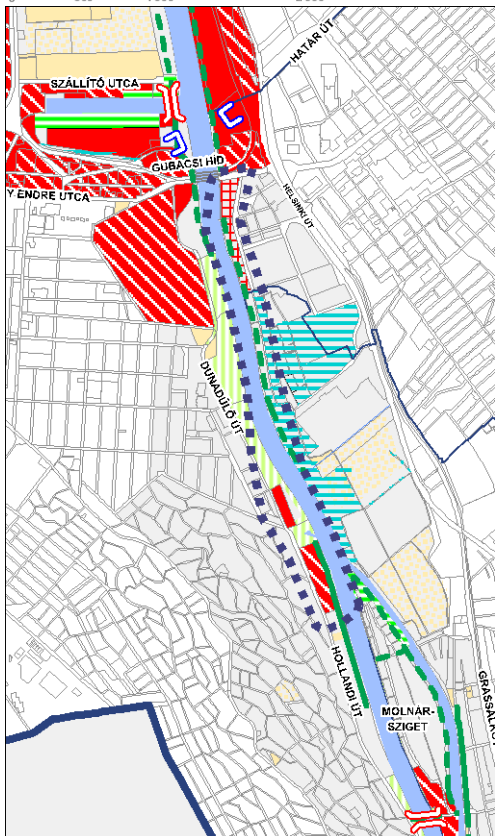 HATÁR ÚT
SZÁLLÍTÓ UTCA
GUBACSI HÍD
Y ENDRE UTCA
HELSINKI ÚT
DUNADŰLŐ ÚT
HOLLANDI ÚT
MOLNÁR-
SZIGET
GRASSALKO